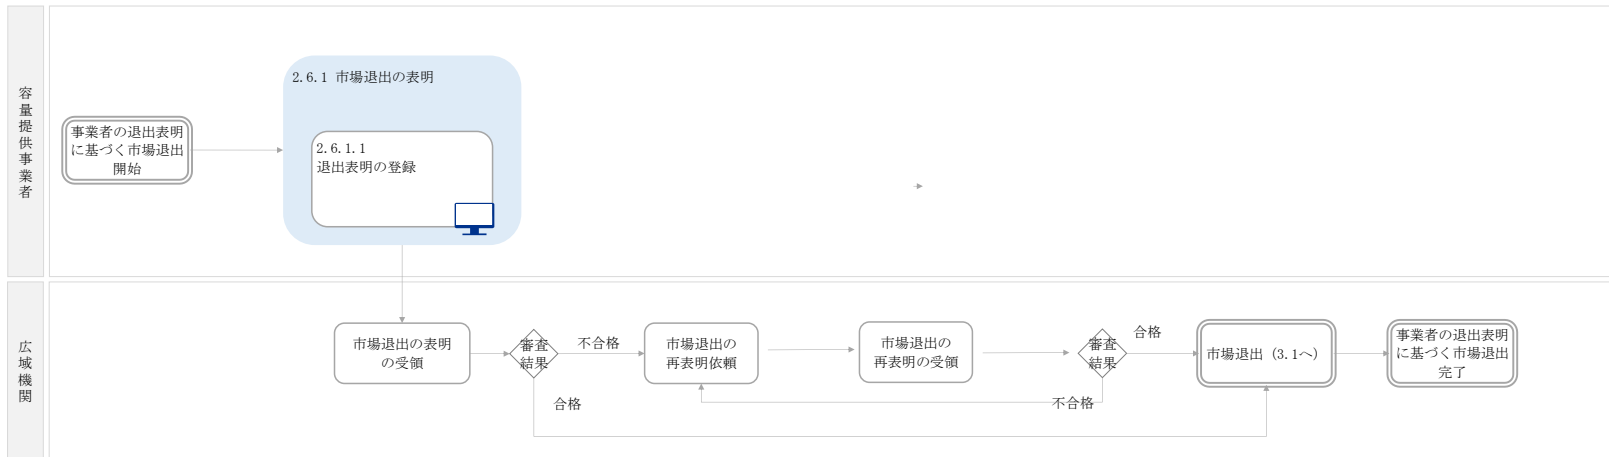 容量提供事業者
2.6.1 市場退出の表明
事業者の退出表明
に基づく市場退出
開始
2.6.1.1
退出表明の登録
広域機関
市場退出の表明
の受領
審査
結果
不合格
合格
市場退出の
再表明依頼
市場退出の
再表明の受領
審査
結果
合格
不合格
市場退出（3.1へ）
事業者の退出表明
に基づく市場退出
完了